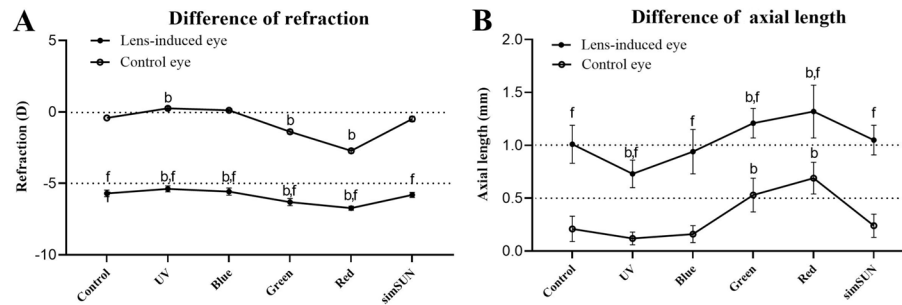 A
Difference of refraction
5
0
-5
-10
Refraction (D)
Lens-induced eye
Control eye
b
b
b
f
b,f
b,f
b,f
b,f
f
f
Control
UV
Blue
Green
Red
simSUN
B
Difference of axial length
2.0
1.5
1.0
0.5
0.0
Axial length (mm)
Lens-induced eye
Control eye
f
b,f
f
b,f
b,f
f
b
b
Control
UV
Blue
Green
Red
simSUN